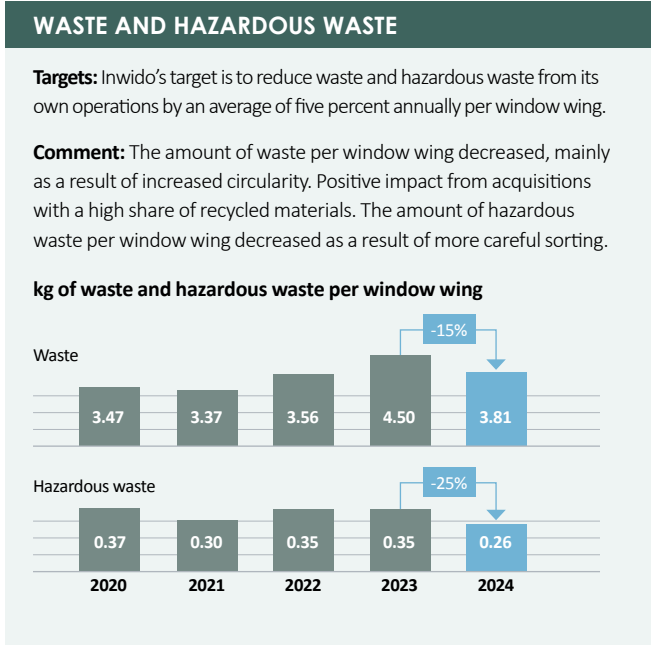 WASTE AND HAZARDOUS WASTE
Targets: Inwido’s target is to reduce waste and hazardous waste from its
own operations by an average of five percent annually per window wing.
Comment: The amount of waste per window wing decreased, mainly
as a result of increased circularity. Positive impact from acquisitions
with a high share of recycled materials. The amount of hazardous
waste per window wing decreased as a result of more careful sorting.
kg of waste and hazardous waste per window wing
-15%
Waste
3.47 3.37 3.56 4.50 3.81
-25%
Hazardous waste
0.37 0.30 0.35 0.35 0.26
2020 2021 2022 2023 2024